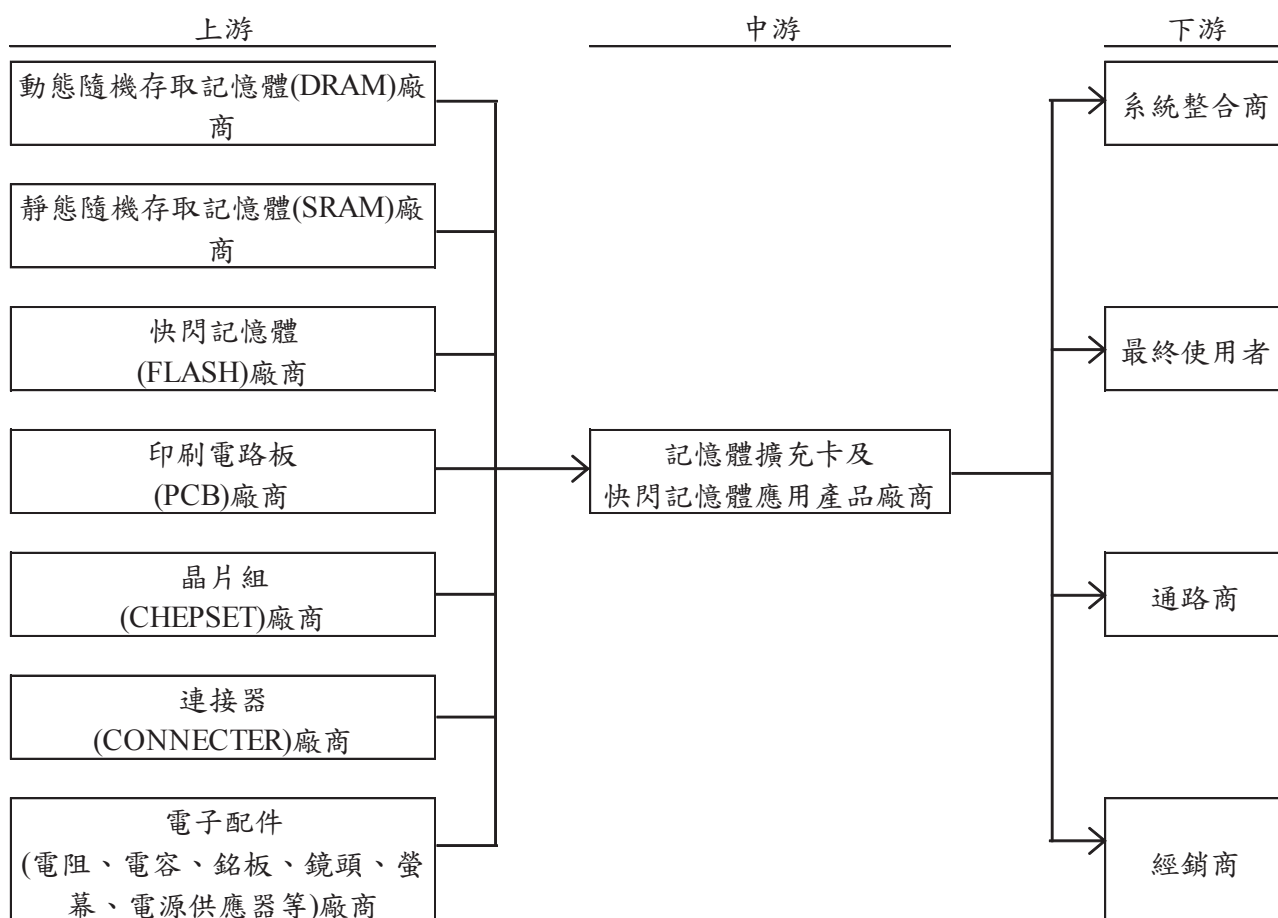 上游
中游
下游
動態隨機存取記憶體(DRAM)廠
商
靜態隨機存取記憶體(SRAM)廠
商
快閃記憶體
(FLASH)廠商
印刷電路板
(PCB)廠商
晶片組
(CHEPSET)廠商
連接器
(CONNECTER)廠商
電子配件
(電阻、電容、銘板、鏡頭、螢
幕、電源供應器等)廠商
記憶體擴充卡及
快閃記憶體應用產品廠商
系統整合商
最終使用者
通路商
經銷商